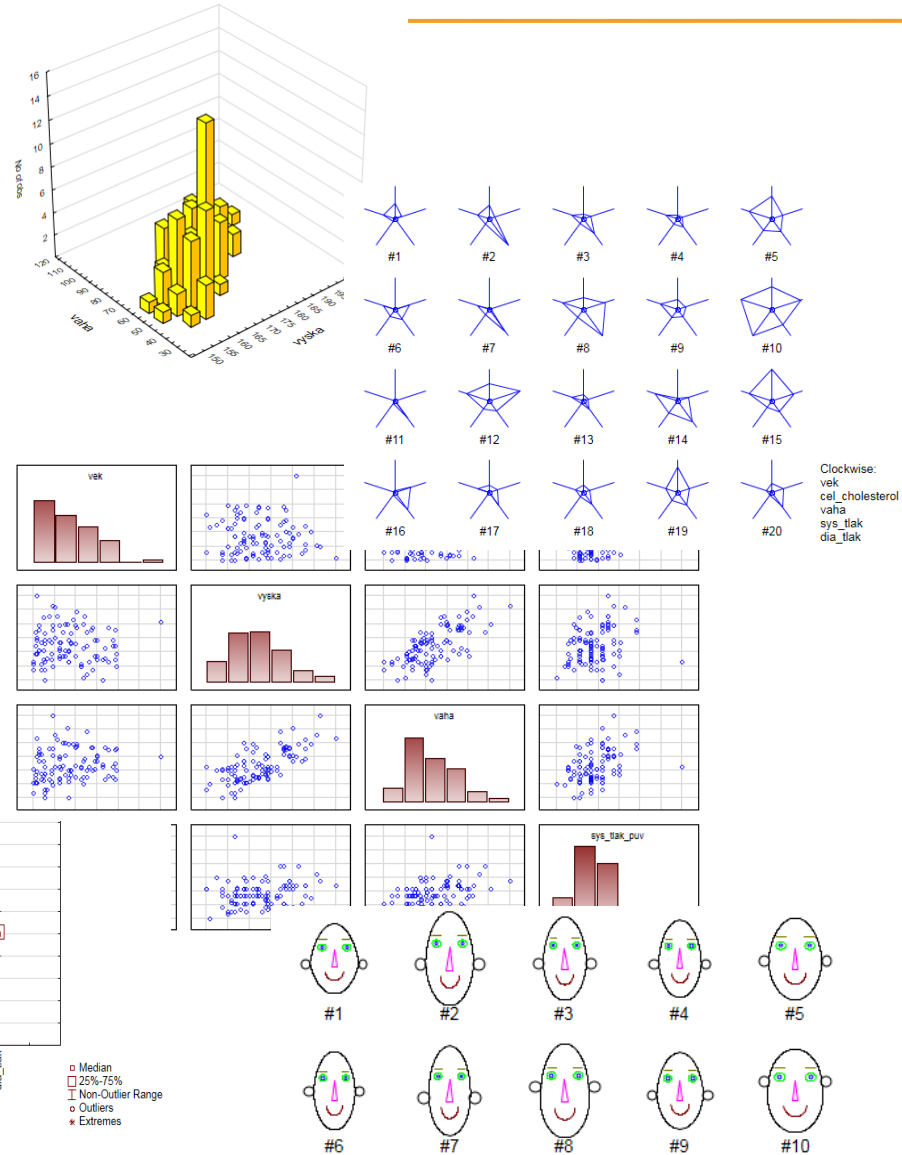 16
14
12
10
8
6
4
2
No of obs
120
110
100
90
80
70
60
50
40
30
vaha
150
155
160
165
170
175
180
185
190
vyska
#1 #2 #3 #4 #5
#6 #7 #8 #9 #10
#11 #12 #13 #14 #15
#16 #17 #18 #19 #20
Clockwise:
vek
cel_cholesterol
vaha
sys_tlak
dia_tlak
vek
vyska
vaha
sys_tlak_puv
#1 #2 #3 #4 #5
#6 #7 #8 #9 #10
Median
25%-75%
Non-Outlier Range
Outliers
Extremes